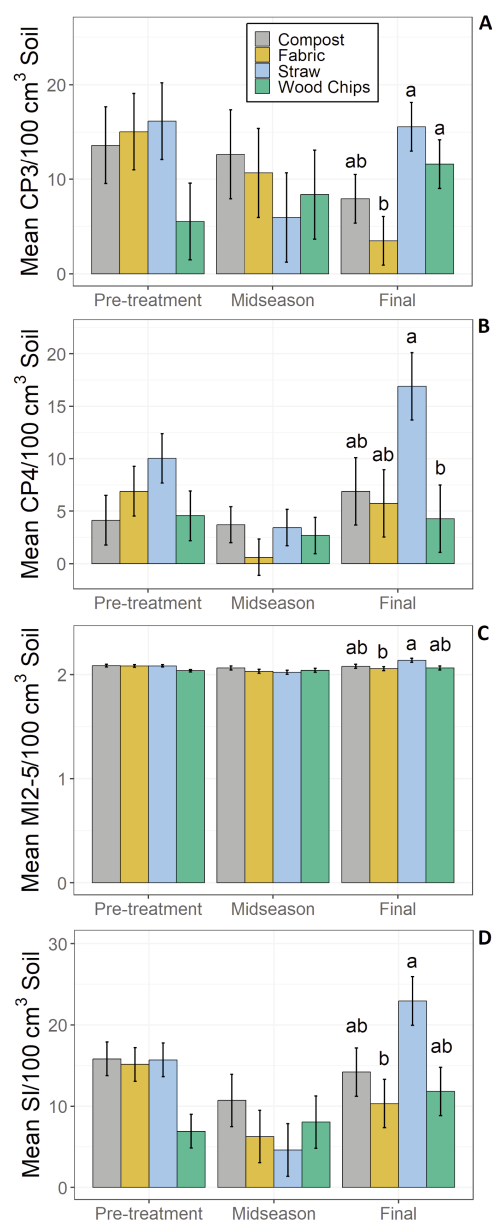 A
Compost
Fabric
Straw
Wood Chips
Mean CP3/100 cm³ Soil
20
10
0
a
a
ab
b
Pre-treatment Midseason Final
B
Mean CP4/100 cm³ Soil
20
15
10
5
0
a
ab ab
b
Pre-treatment Midseason Final
C
Mean MI2-5/100 cm³ Soil
2
1
0
ab b a ab
Pre-treatment Midseason Final
D
Mean SI/100 cm³ Soil
30
20
10
0
a
ab
b
ab
Pre-treatment Midseason Final